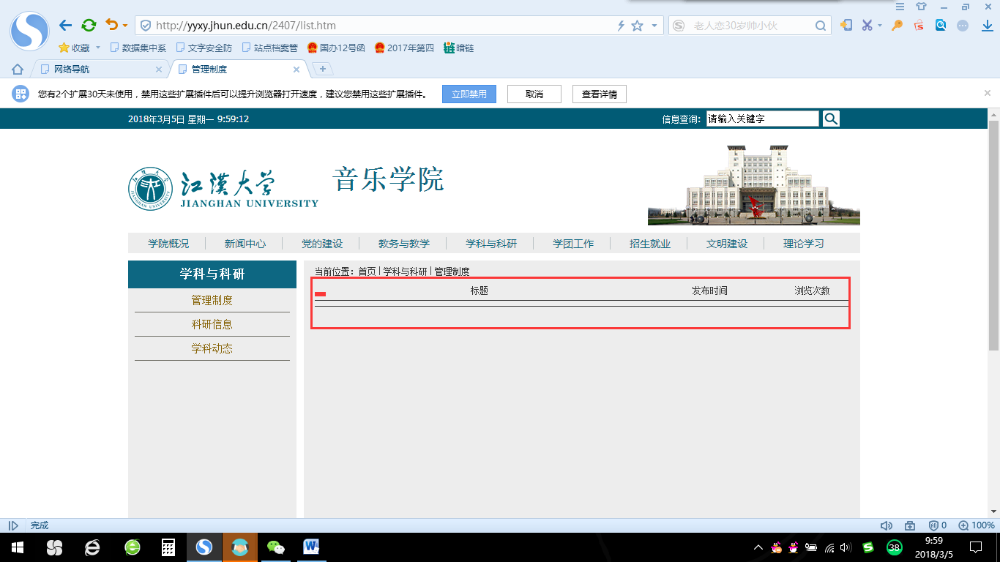 http://yyxy.jhun.edu.cn/2407/list.htm
老人恋30岁帅小伙
收藏 数据集中系 文字安全防 站点档案管 国办12号函 2017年第四 暗链
网络导航 管理制度
您有2个扩展30天未使用，禁用这些扩展插件后可以提升浏览器打开速度，建议您禁用这些扩展插件。 立即禁用 取消 查看详情
2018年3月5日 星期一 9:59:12 信息查询: 请输入关键字
江漢大学 音乐学院
JIANGHAN UNIVERSITY
学院概况 新闻中心 党的建设 教务与教学 学科与科研 学团工作 招生就业 文明建设 理论学习
学科与科研
管理制度
科研信息
学科动态
当前位置: 首页 | 学科与科研 | 管理制度
标题 发布时间 浏览次数
完成 0 100%
38 9:59
2018/3/5